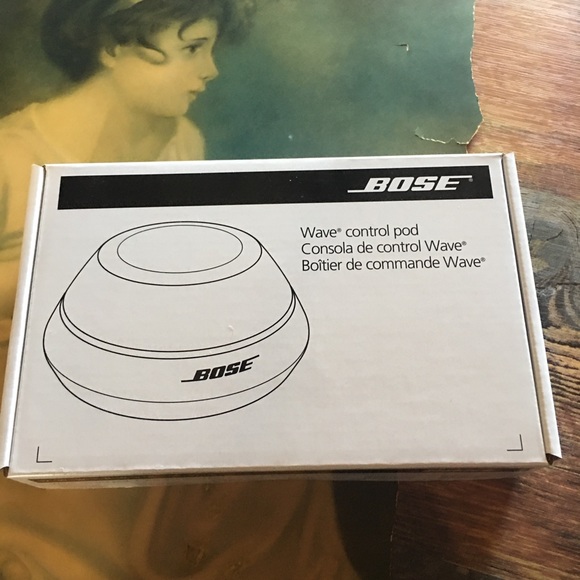 BOSE®
Wave® control pod
Consola de control Wave®
Boîtier de commande Wave®
BOSE